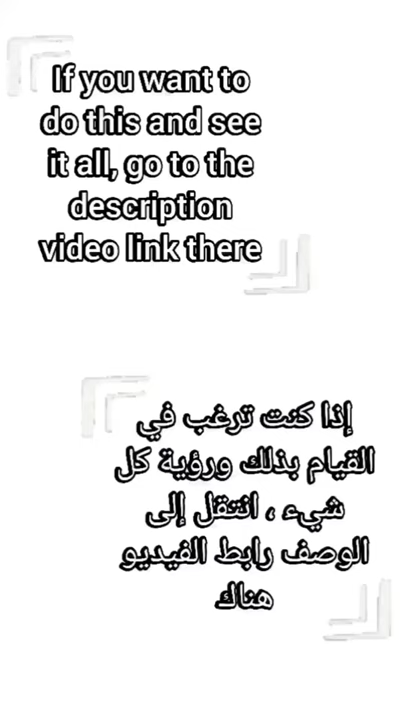 If you want to
do this and see
it all, go to the
description
video link there
إذا كنت ترغب في
القيام بذلك ورؤية كل
شيء ، انتقل إلى
الوصف رابط الفيديو
هناك